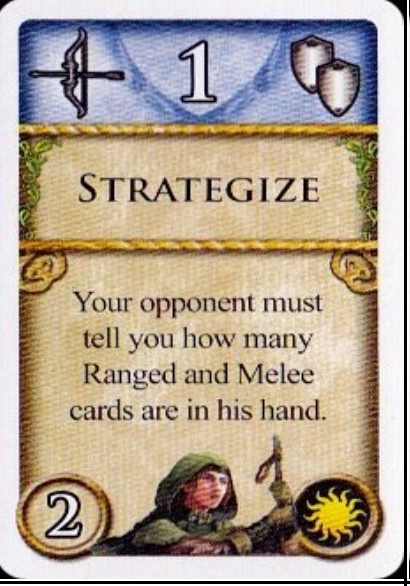 1
STRATEGIZE
Your opponent must
tell you how many
Ranged and Melee
cards are in his hand.
2